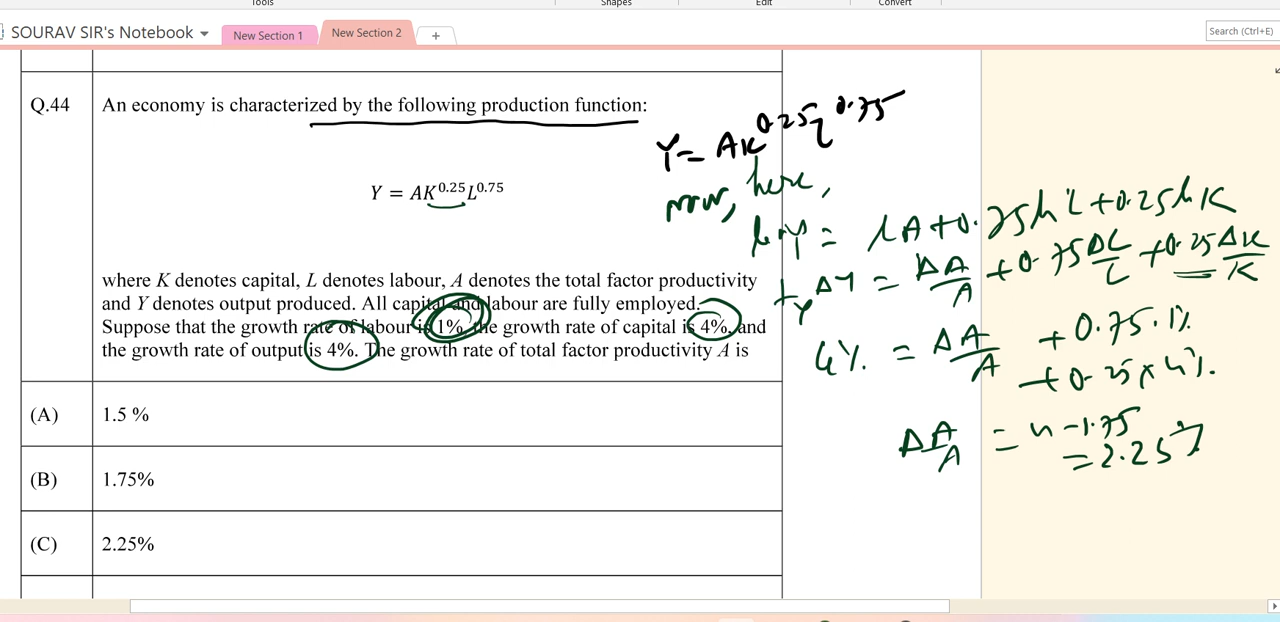 Tools Shapes Edit Convert
SOURAV SIR's Notebook New Section 1 New Section 2 + Search (Ctrl+E)
Q.44 An economy is characterized by the following production function:
Y = AK^0.25 L^0.75
where K denotes capital, L denotes labour, A denotes the total factor productivity
and Y denotes output produced. All capital and labour are fully employed.
Suppose that the growth rate of labour is 1%, the growth rate of capital is 4%, and
the growth rate of output is 4%. The growth rate of total factor productivity A is
(A) 1.5 %
(B) 1.75%
(C) 2.25%
Y = AK^0.25 L^0.75
now, here,
ln Y = ln A + 0.75 ln L + 0.25 ln K
ΔY = ΔA/A + 0.75 ΔL/L + 0.25 ΔK/K
4% = ΔA/A + 0.75.1%
+ 0.25 x 4%.
ΔA/A = 4 - 1.75
= 2.25%